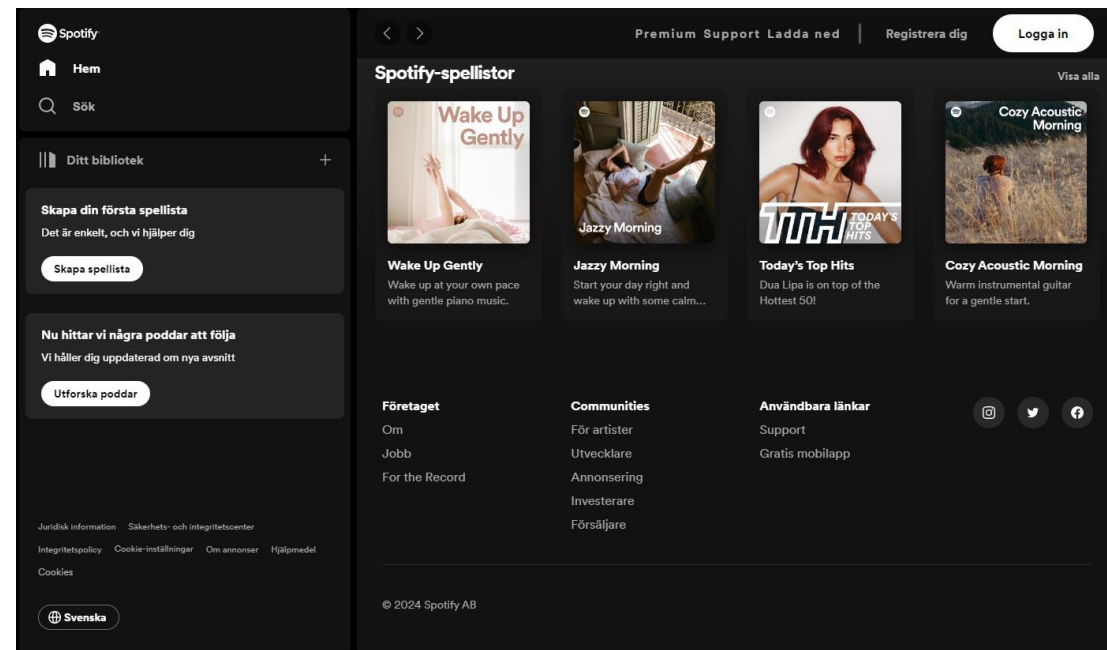 Spotify
Hem
Sök
Ditt bibliotek
Skapa din första spellista
Det är enkelt, och vi hjälper dig
Skapa spellista
Nu hittar vi några poddar att följa
Vi håller dig uppdaterad om nya avsnitt
Utforska poddar
Juridisk information Säkerhets- och integritetscenter
Integritetspolicy Cookie-inställningar Om annonser Hjälpmedel
Cookies
Svenska
Premium Support Ladda ned Registrera dig Logga in
Spotify-spellistor Visa alla
Wake Up
Gently
Wake Up Gently
Wake up at your own pace
with gentle piano music.
Jazzy Morning
Jazzy Morning
Start your day right and
wake up with some calm...
TTH TODAY'S
TOP
HITS
Today's Top Hits
Dua Lipa is on top of the
Hottest 50!
Cozy Acoustic
Morning
Cozy Acoustic Morning
Warm instrumental guitar
for a gentle start.
Företaget
Om
Jobb
For the Record
Communities
För artister
Utvecklare
Annonsering
Investerare
Försäljare
Användbara länkar
Support
Gratis mobilapp
© 2024 Spotify AB